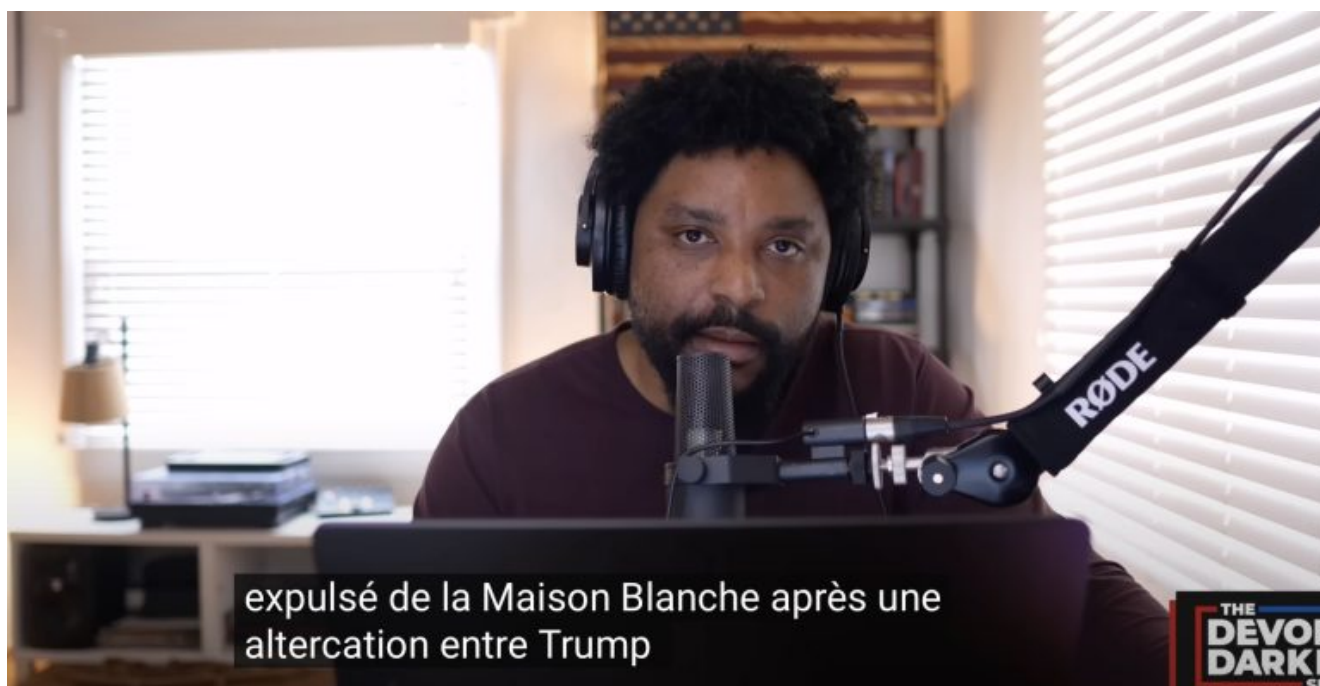 expulsé de la Maison Blanche après une
altercation entre Trump
RØDE
THE